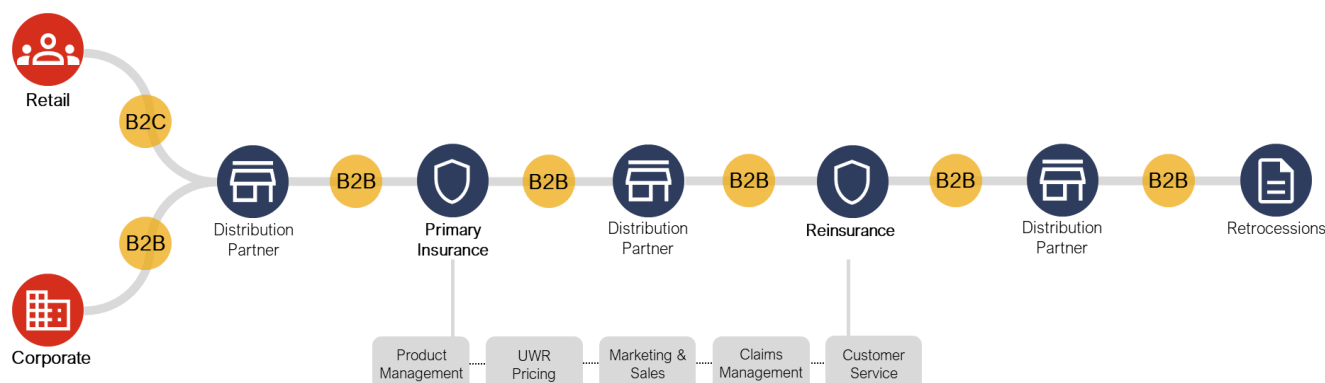 Retail
B2C
B2B
Corporate
Distribution
Partner
B2B
Primary
Insurance
B2B
Distribution
Partner
B2B
Reinsurance
B2B
Distribution
Partner
B2B
Retrocessions
Product
Management
UWR
Pricing
Marketing &
Sales
Claims
Management
Customer
Service